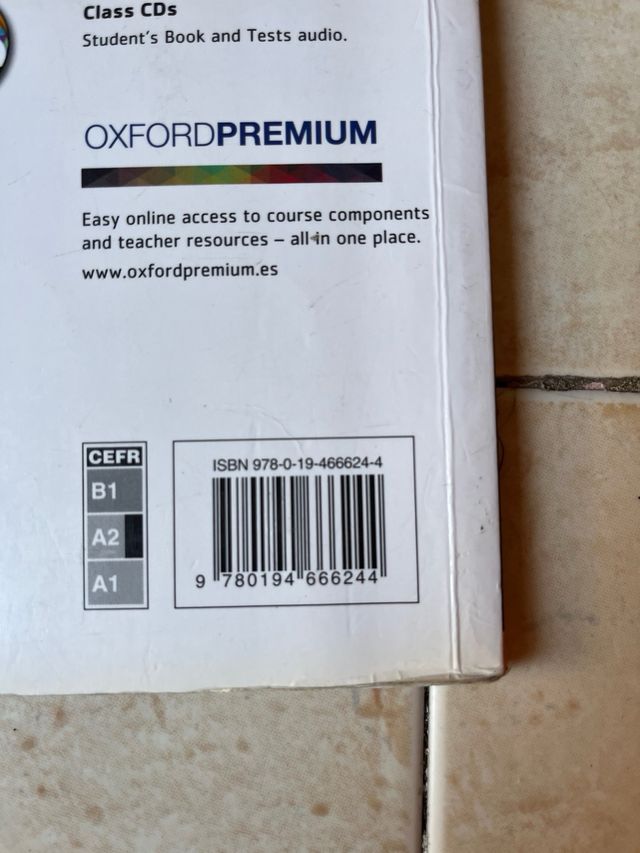 Class CDs
Student's Book and Tests audio.
OXFORDPREMIUM
Easy online access to course components
and teacher resources – all in one place.
www.oxfordpremium.es
CEFR
B1
A2
A1
ISBN 978-0-19-466624-4
9 780194 666244